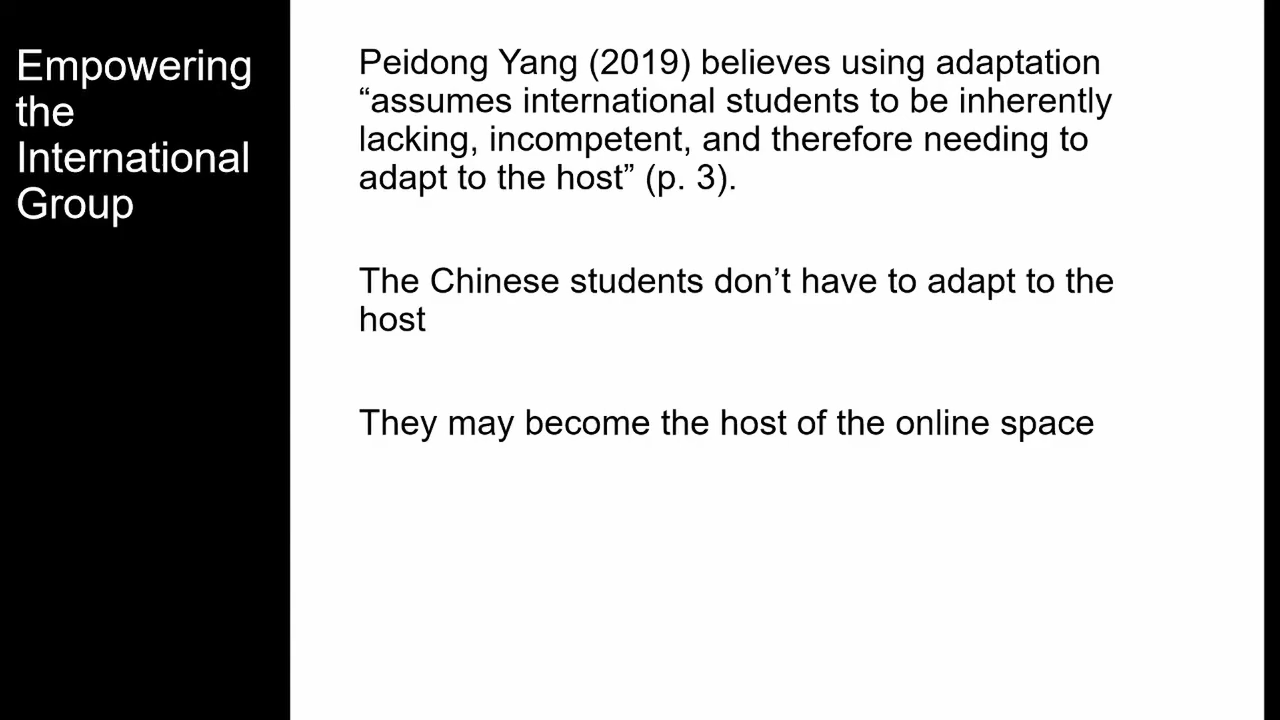 Empowering
the
International
Group
Peidong Yang (2019) believes using adaptation
“assumes international students to be inherently
lacking, incompetent, and therefore needing to
adapt to the host” (p. 3).
The Chinese students don’t have to adapt to the
host
They may become the host of the online space